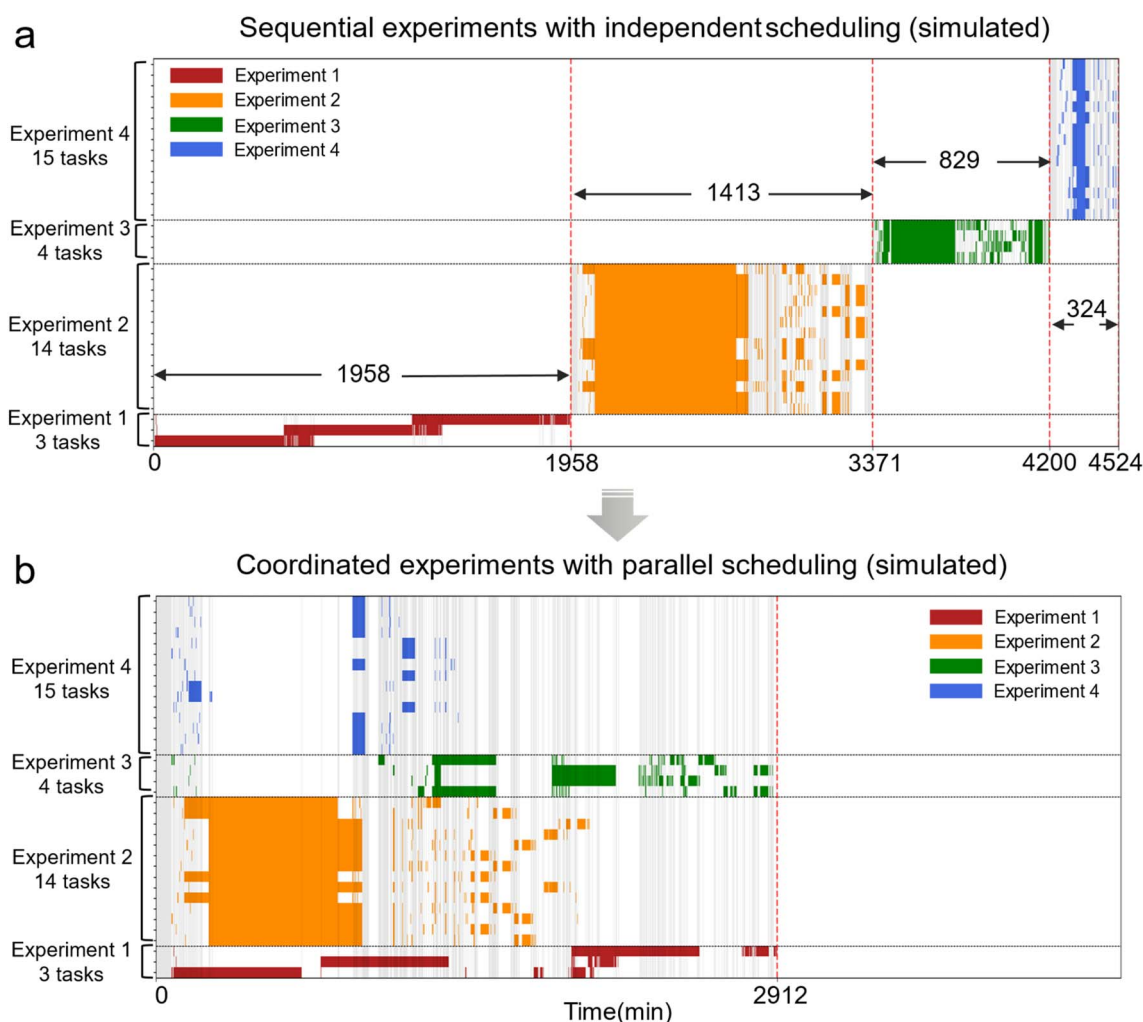 a
Sequential experiments with independent scheduling (simulated)
Experiment 1
Experiment 2
Experiment 3
Experiment 4
Experiment 4
15 tasks
829
1413
Experiment 3
4 tasks
324
Experiment 2
14 tasks
1958
Experiment 1
3 tasks
0
1958
3371
4200
4524
b
Coordinated experiments with parallel scheduling (simulated)
Experiment 1
Experiment 2
Experiment 3
Experiment 4
Experiment 4
15 tasks
Experiment 3
4 tasks
Experiment 2
14 tasks
Experiment 1
3 tasks
0
2912
Time(min)